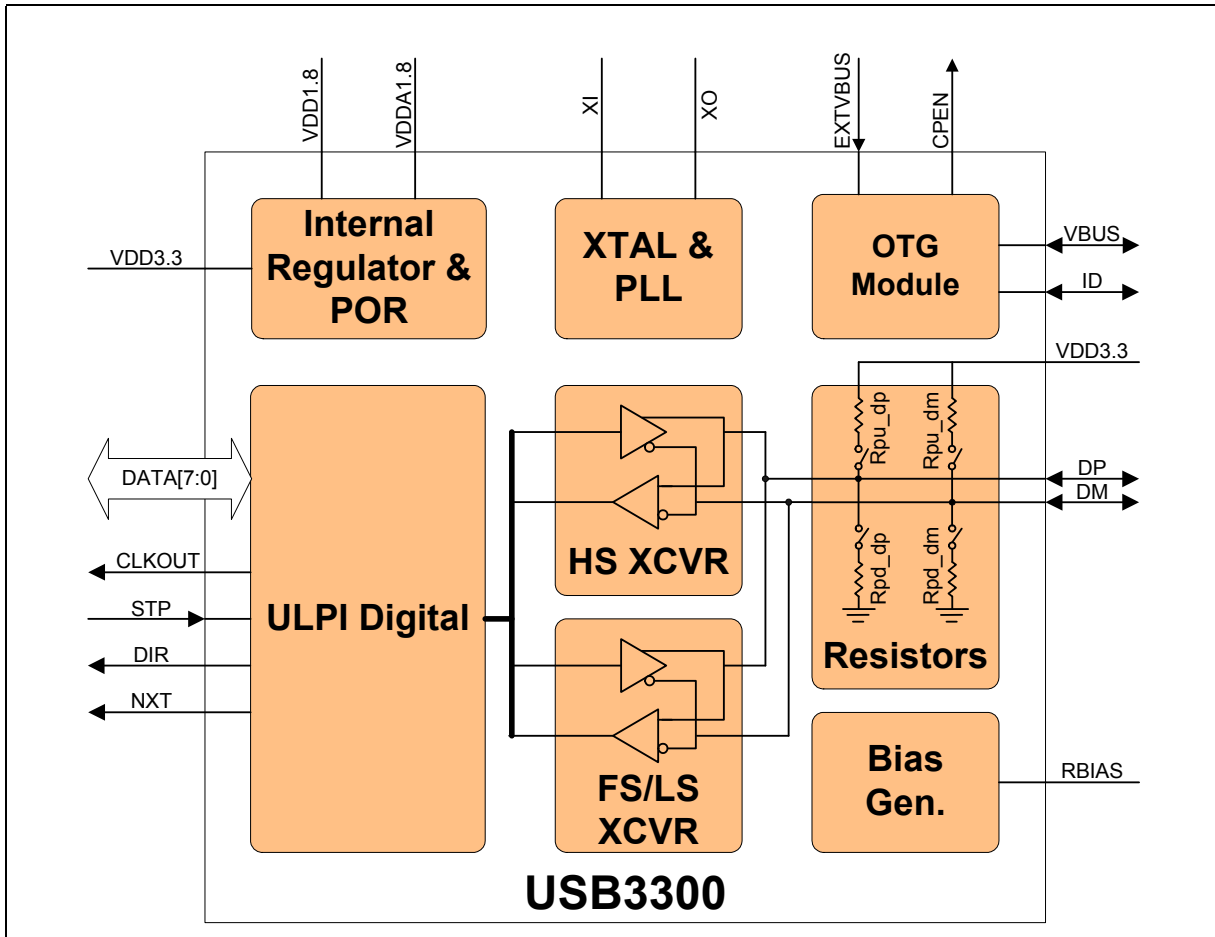 VDD1.8
VDDA1.8
XI
XO
EXTVBUS
CPEN
Internal
Regulator &
POR
XTAL &
PLL
OTG
Module
VDD3.3
VBUS
ID
VDD3.3
Rpu_dp
Rpu_dm
DP
DM
Rpd_dp
Rpd_dm
Resistors
DATA[7:0]
CLKOUT
STP
DIR
NXT
ULPI Digital
HS XCVR
FS/LS
XCVR
Bias
Gen.
RBIAS
USB3300